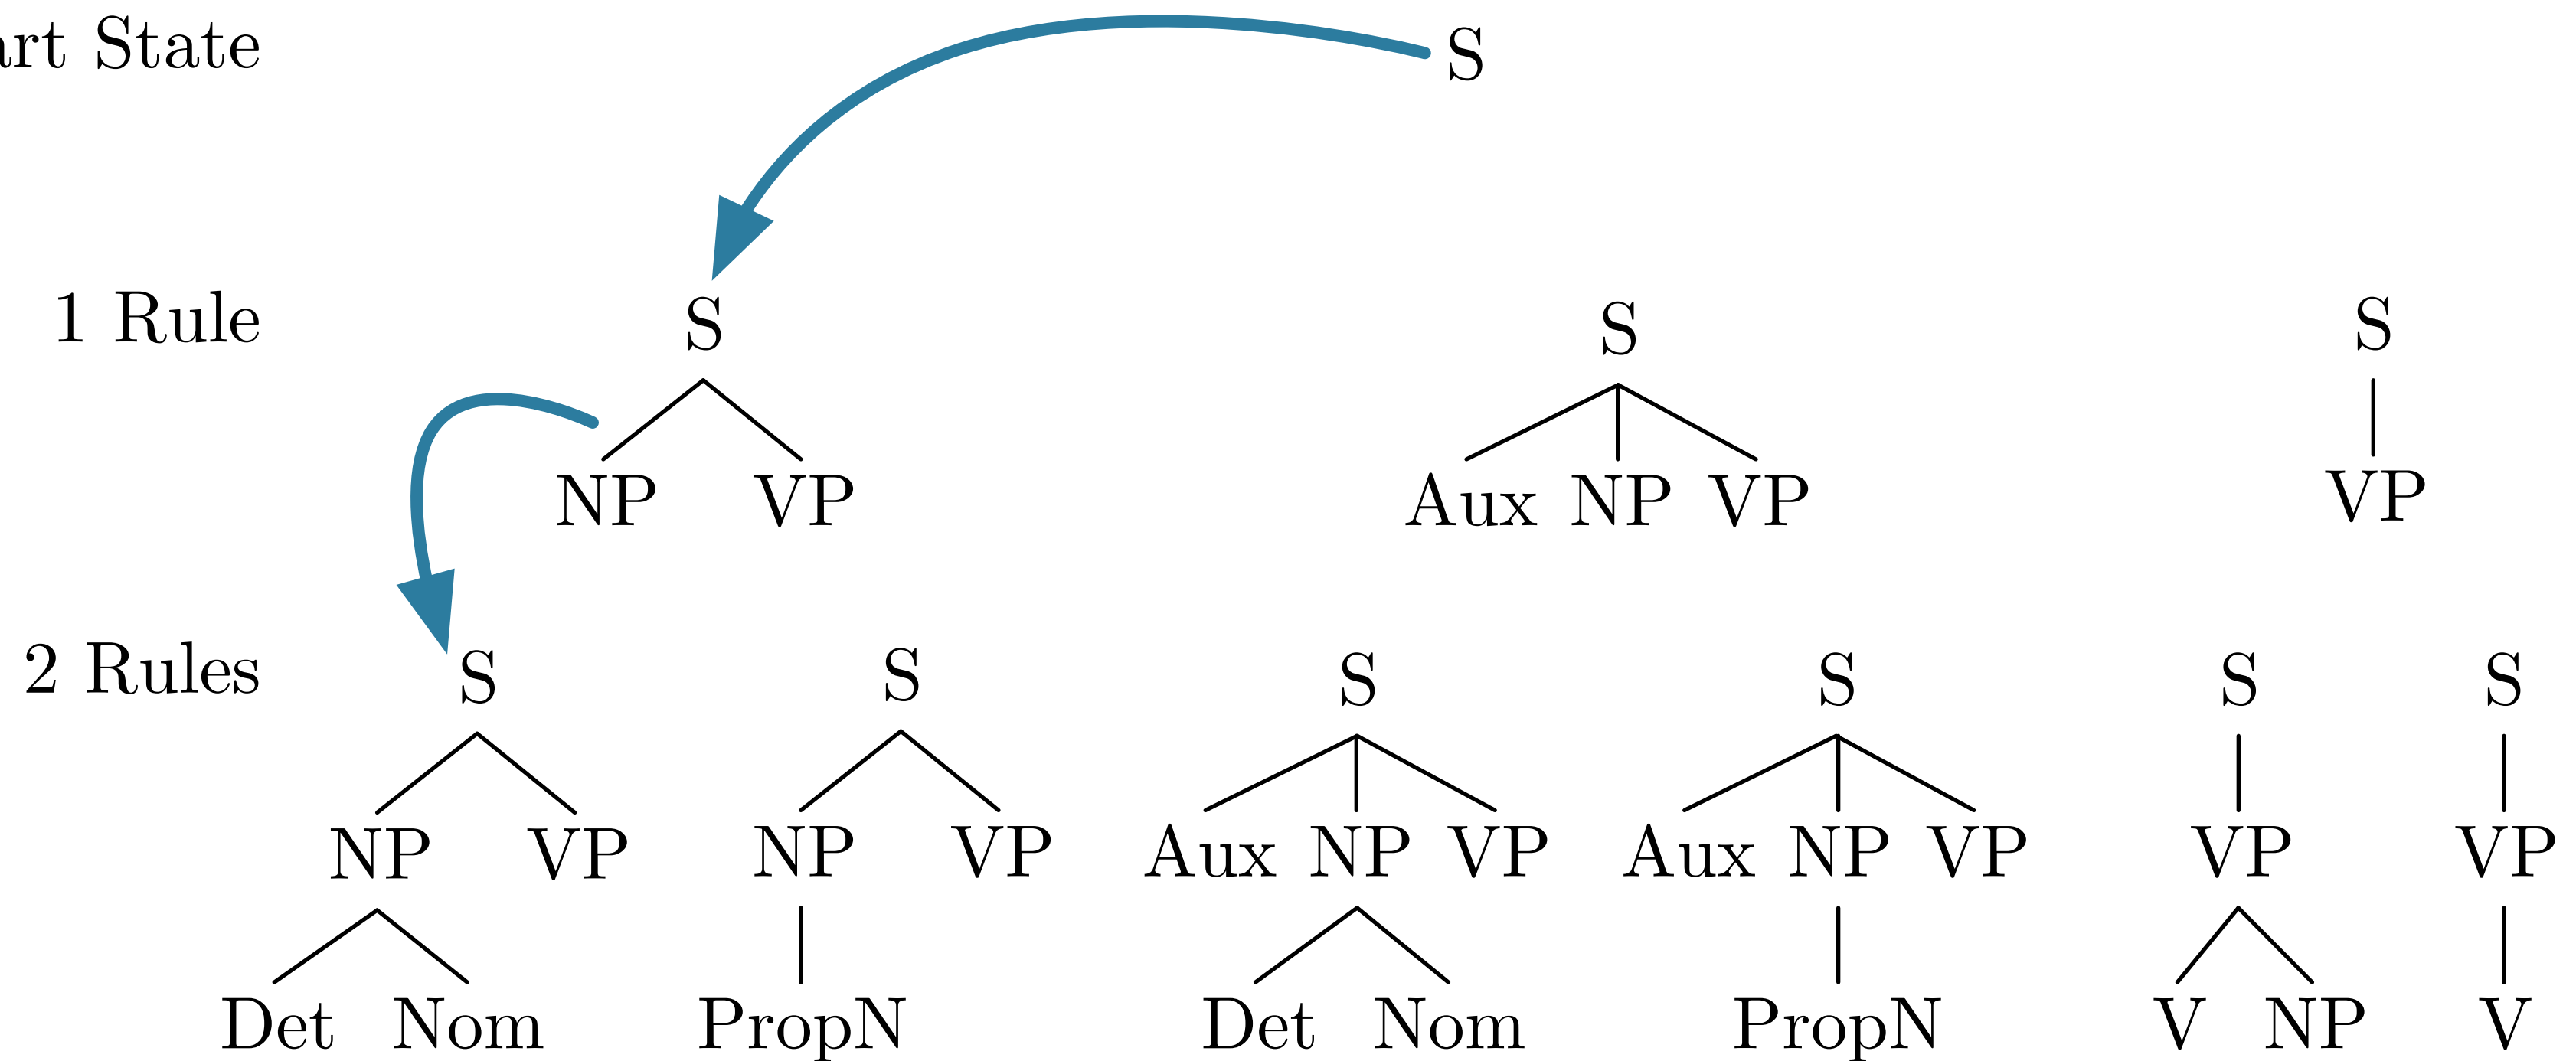 art State S
1 Rule S S S
NP VP Aux NP VP VP
2 Rules S S S S S S
NP VP NP VP Aux NP VP Aux NP VP VP VP
Det Nom PropN Det Nom PropN V NP V